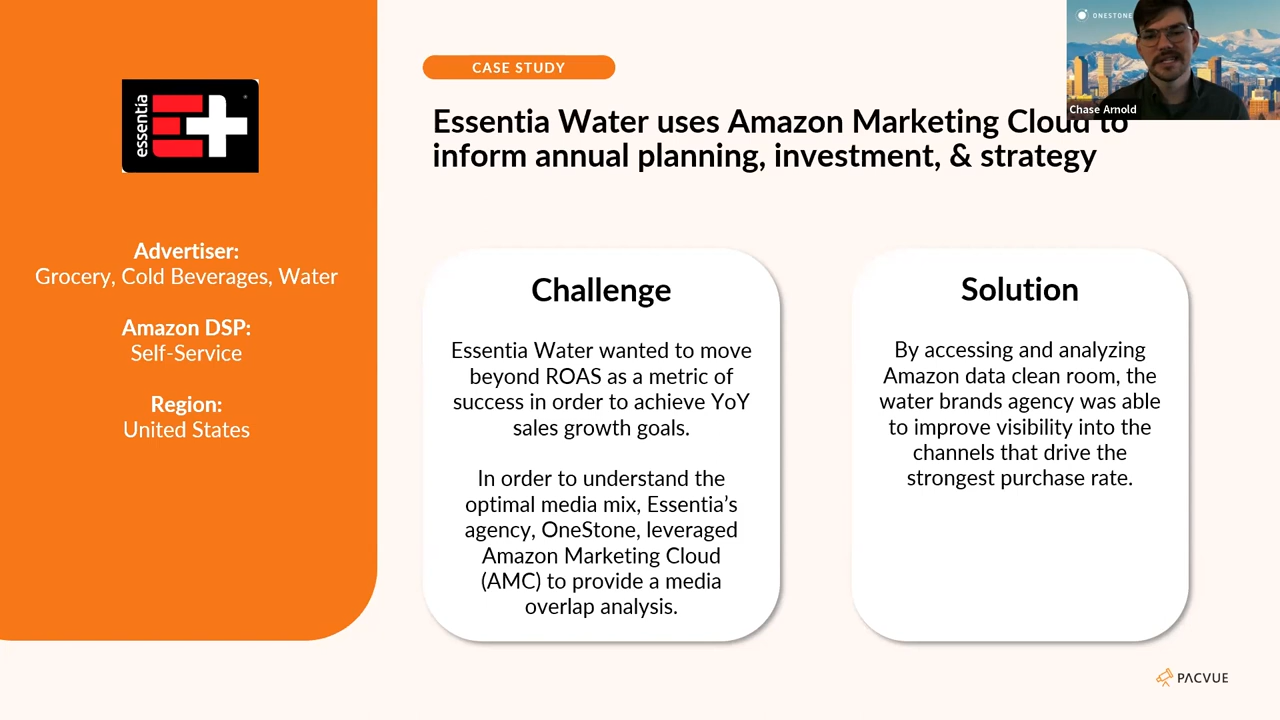 essentia
Advertiser:
Grocery, Cold Beverages, Water
Amazon DSP:
Self-Service
Region:
United States
CASE STUDY
Essentia Water uses Amazon Marketing Cloud to
inform annual planning, investment, & strategy
Challenge
Essentia Water wanted to move
beyond ROAS as a metric of
success in order to achieve YoY
sales growth goals.
In order to understand the
optimal media mix, Essentia’s
agency, OneStone, leveraged
Amazon Marketing Cloud
(AMC) to provide a media
overlap analysis.
Solution
By accessing and analyzing
Amazon data clean room, the
water brands agency was able
to improve visibility into the
channels that drive the
strongest purchase rate.
ONESTONE
Chase Arnold
PACVUE